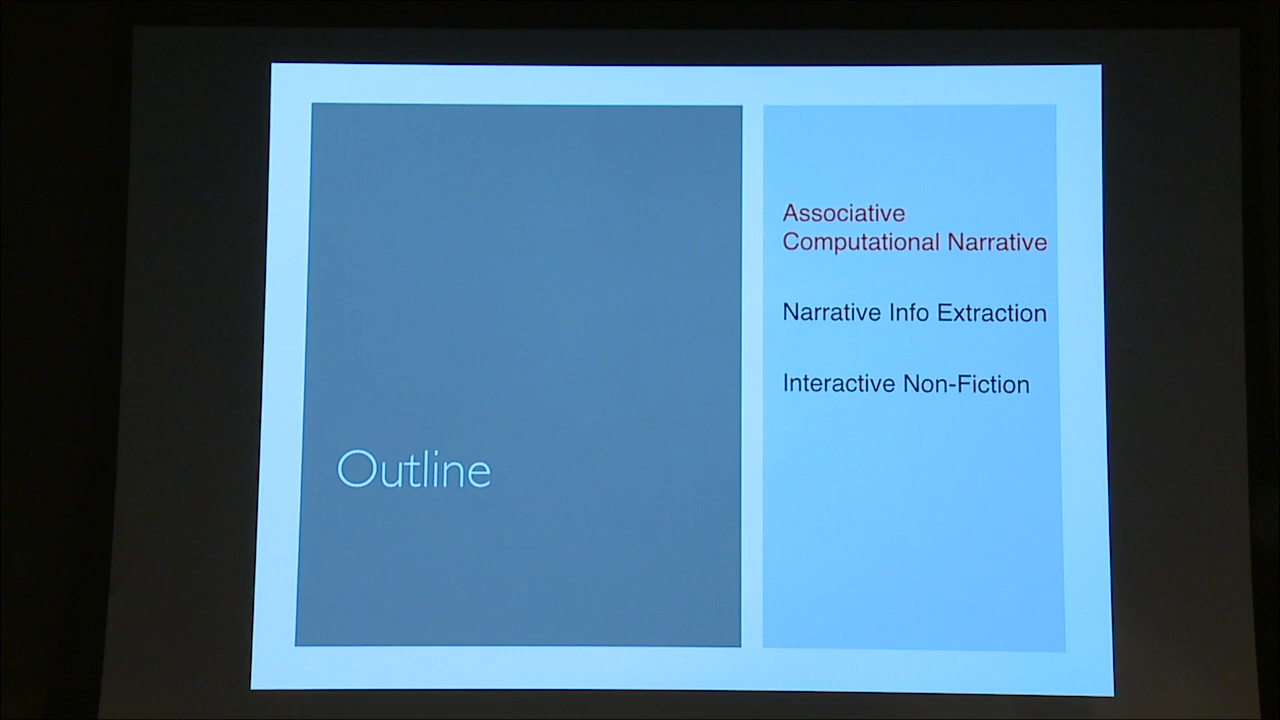 Outline
Associative
Computational Narrative
Narrative Info Extraction
Interactive Non-Fiction